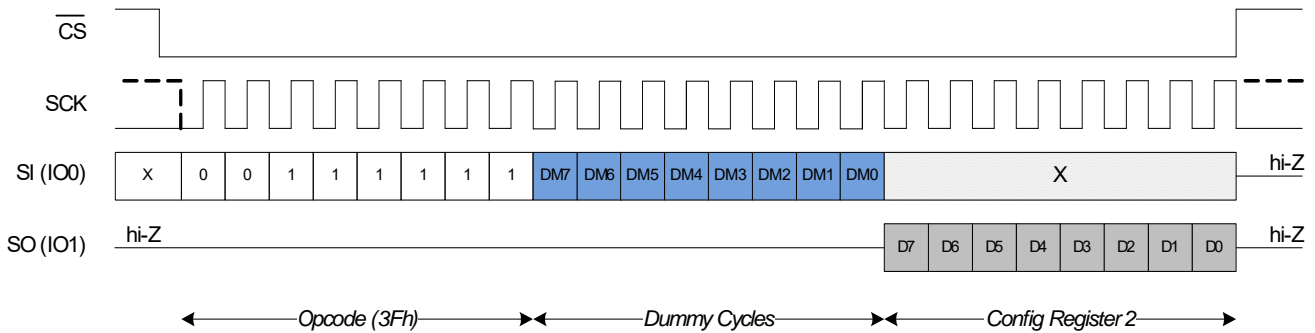 CS
SCK
SI (IO0) X 0 0 1 1 1 1 1 1 DM7 DM6 DM5 DM4 DM3 DM2 DM1 DM0 X hi-Z
SO (IO1) hi-Z D7 D6 D5 D4 D3 D2 D1 D0 hi-Z
Opcode (3Fh) Dummy Cycles Config Register 2